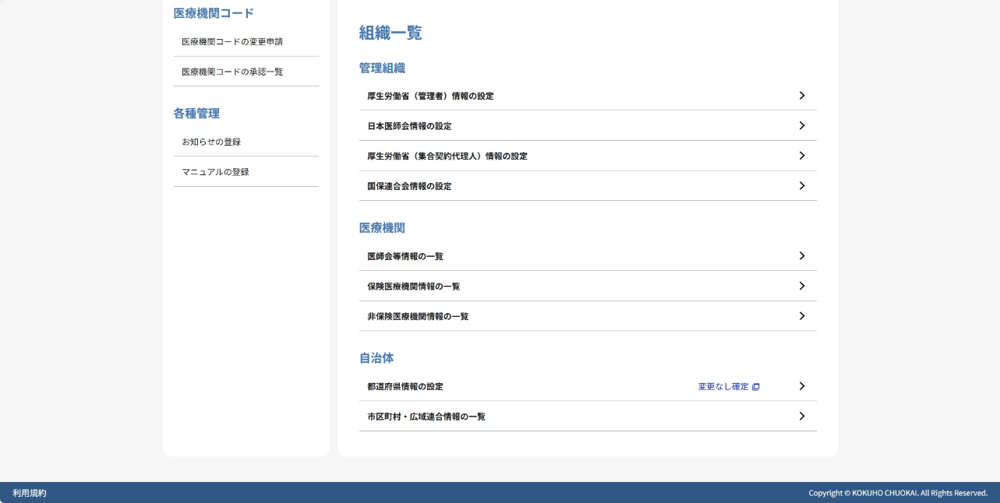 医療機関コード
医療機関コードの変更申請
医療機関コードの承認一覧
各種管理
お知らせの登録
マニュアルの登録
組織一覧
管理組織
厚生労働省（管理者）情報の設定
日本医師会情報の設定
厚生労働省（集合契約代理人）情報の設定
国保連合会情報の設定
医療機関
医師会等情報の一覧
保険医療機関情報の一覧
非保険医療機関情報の一覧
自治体
都道府県情報の設定 変更なし確定
市区町村・広域連合情報の一覧
利用規約
Copyright © KOKUHO CHUOKAI. All Rights Reserved.